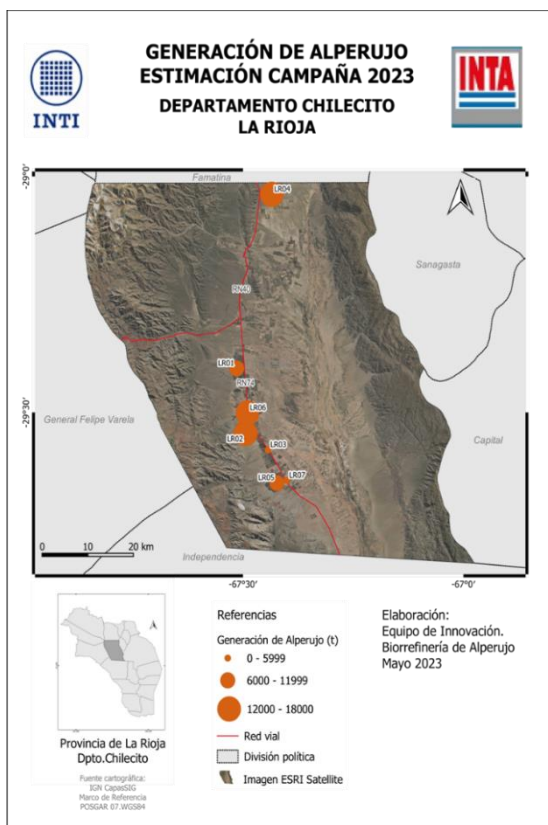 GENERACIÓN DE ALPERUJO
ESTIMACIÓN CAMPAÑA 2023
DEPARTAMENTO CHILECITO
LA RIOJA
INTI
INTA
-29°0'
Famatina
LR04
Sanagasta
RN40
LR01
RN74
-29°30'
General Felipe Varela
LR06
LR02
LR03
Capital
LR05
LR07
0 10 20 km
Independencia
-67°30'
-67°0'
Provincia de La Rioja
Dpto.Chilecito
Fuente cartográfica:
IGN CapasSIG
Marco de Referencia
POSGAR 07.WGS84
Referencias
Generación de Alperujo (t)
0 - 5999
6000 - 11999
12000 - 18000
Red vial
División política
Imagen ESRI Satellite
Elaboración:
Equipo de Innovación.
Biorrefinería de Alperujo
Mayo 2023